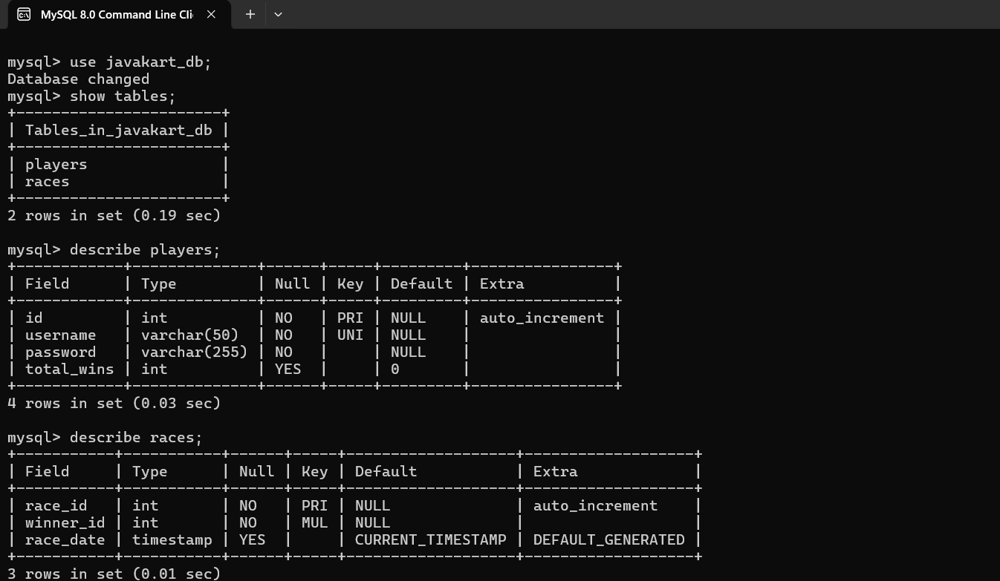 MySQL 8.0 Command Line Cli
mysql> use javakart_db;
Database changed
mysql> show tables;
+-----------------------+
| Tables_in_javakart_db |
+-----------------------+
| players               |
| races                 |
+-----------------------+
2 rows in set (0.19 sec)
mysql> describe players;
+------------+--------------+------+-----+---------+----------------+
| Field      | Type         | Null | Key | Default | Extra          |
+------------+--------------+------+-----+---------+----------------+
| id         | int          | NO   | PRI | NULL    | auto_increment |
| username   | varchar(50)  | NO   | UNI | NULL    |                |
| password   | varchar(255) | NO   |     | NULL    |                |
| total_wins | int          | YES  |     | 0       |                |
+------------+--------------+------+-----+---------+----------------+
4 rows in set (0.03 sec)
mysql> describe races;
+-----------+-----------+------+-----+-------------------+-------------------+
| Field     | Type      | Null | Key | Default           | Extra             |
+-----------+-----------+------+-----+-------------------+-------------------+
| race_id   | int       | NO   | PRI | NULL              | auto_increment    |
| winner_id | int       | NO   | MUL | NULL              |                   |
| race_date | timestamp | YES  |     | CURRENT_TIMESTAMP | DEFAULT_GENERATED |
+-----------+-----------+------+-----+-------------------+-------------------+
3 rows in set (0.01 sec)